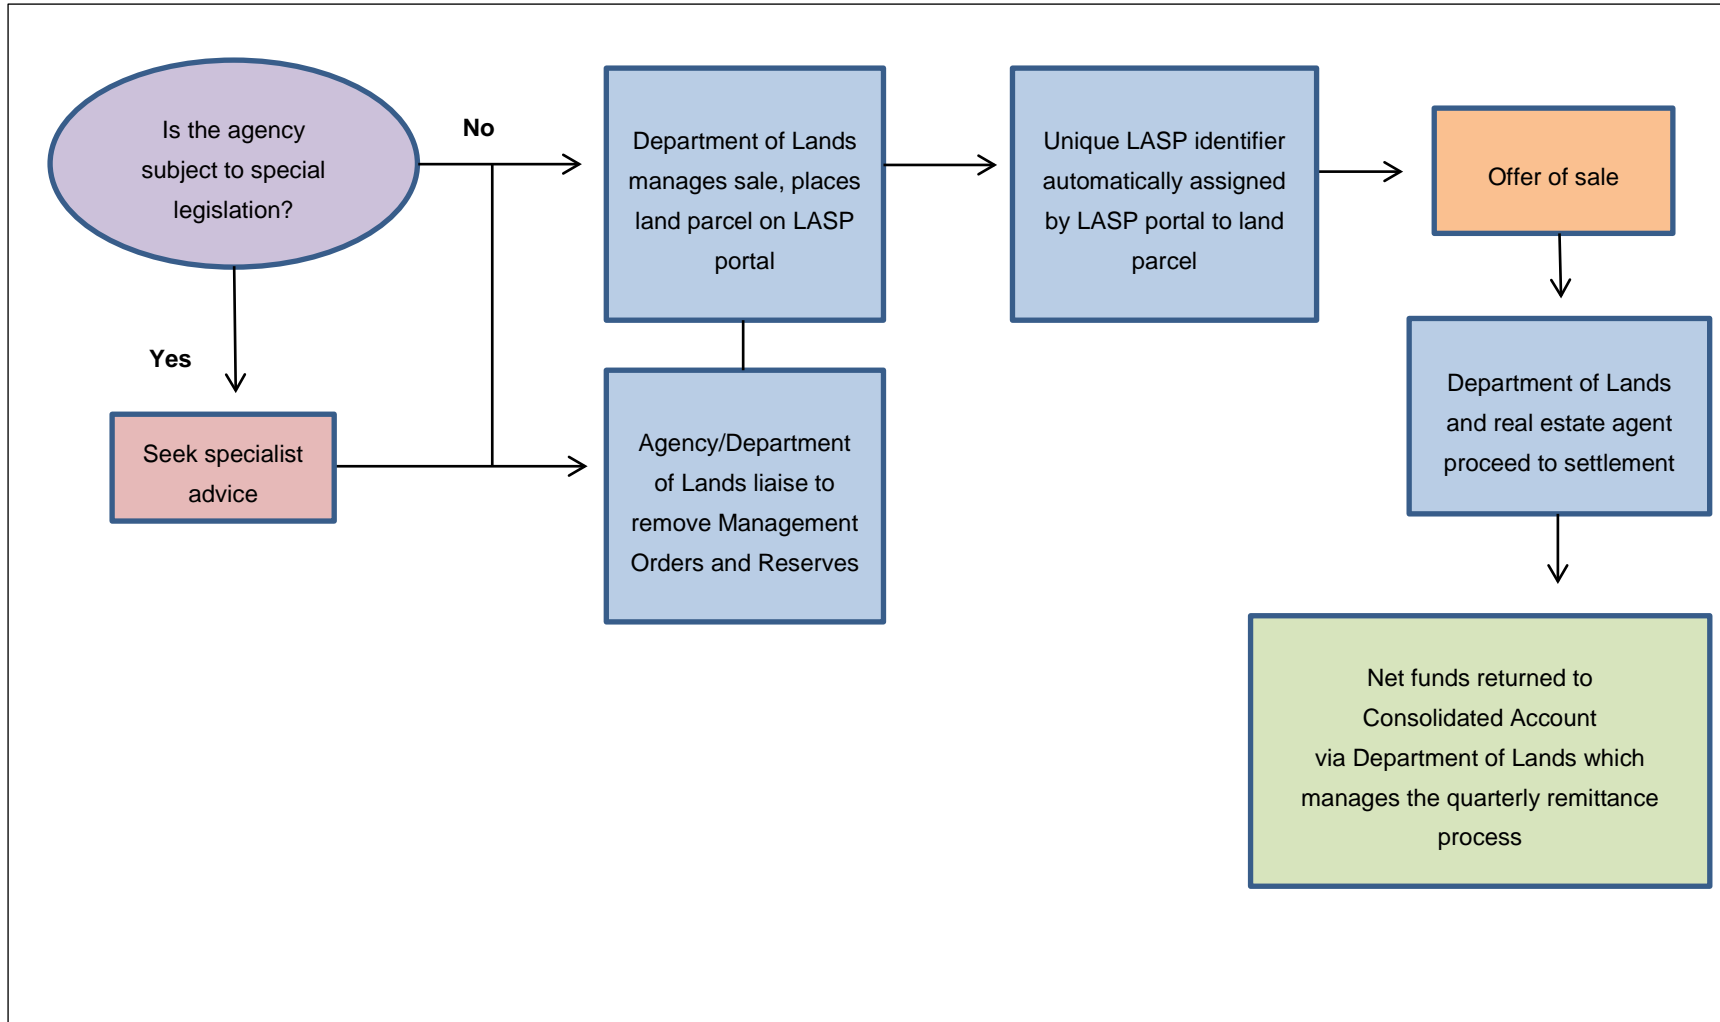 Is the agency
subject to special
legislation?
No
Department of Lands
manages sale, places
land parcel on LASP
portal
Unique LASP identifier
automatically assigned
by LASP portal to land
parcel
Offer of sale
Yes
Seek specialist
advice
Agency/Department
of Lands liaise to
remove Management
Orders and Reserves
Department of Lands
and real estate agent
proceed to settlement
Net funds returned to
Consolidated Account
via Department of Lands which
manages the quarterly remittance
process